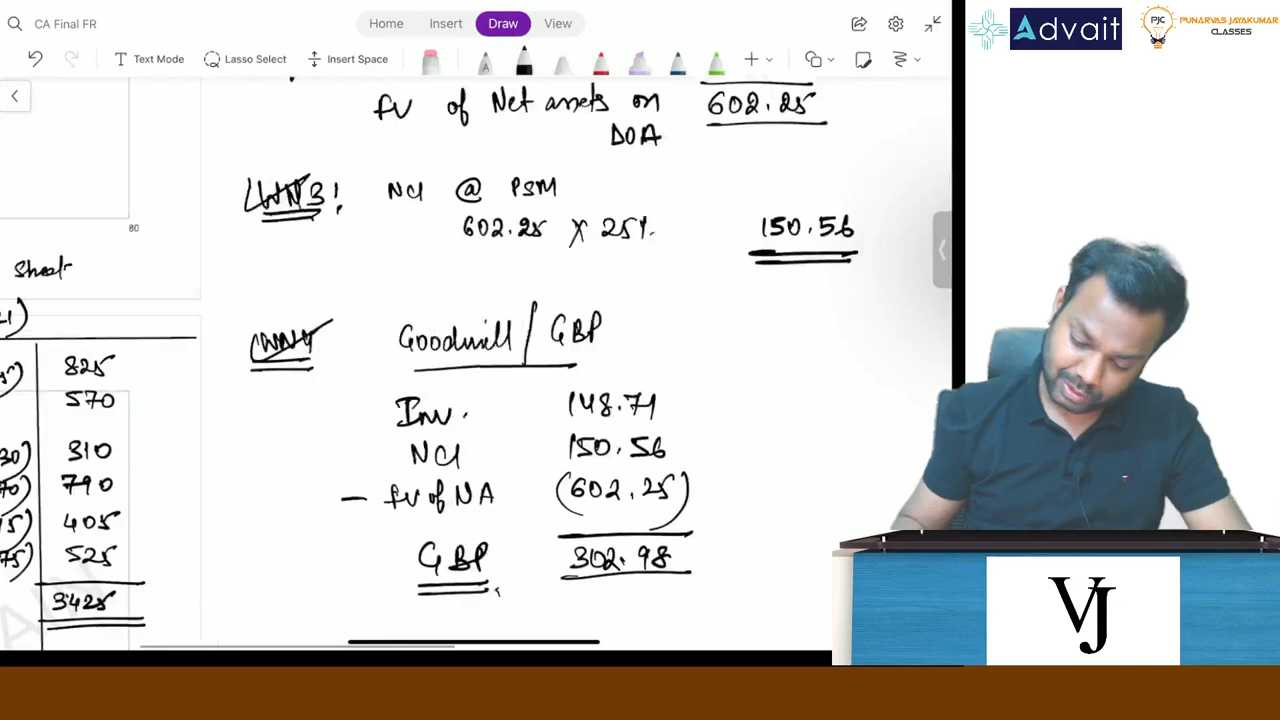 CA Final FR
Home Insert Draw View
Text Mode Lasso Select Insert Space
Advait
PJC
PUNARVAS JAYAKUMAR
CLASSES
fv of Net assets on 602.25
DOA
WN3: NCI @ PSM
602.25 X 25% 150.56
WN4 Goodwill / GBP
Inv. 148.71
NCI 150.56
- fv of NA (602.25)
GBP 302.98
80
Sheet
825
570
310
790
405
525
3425
VJ